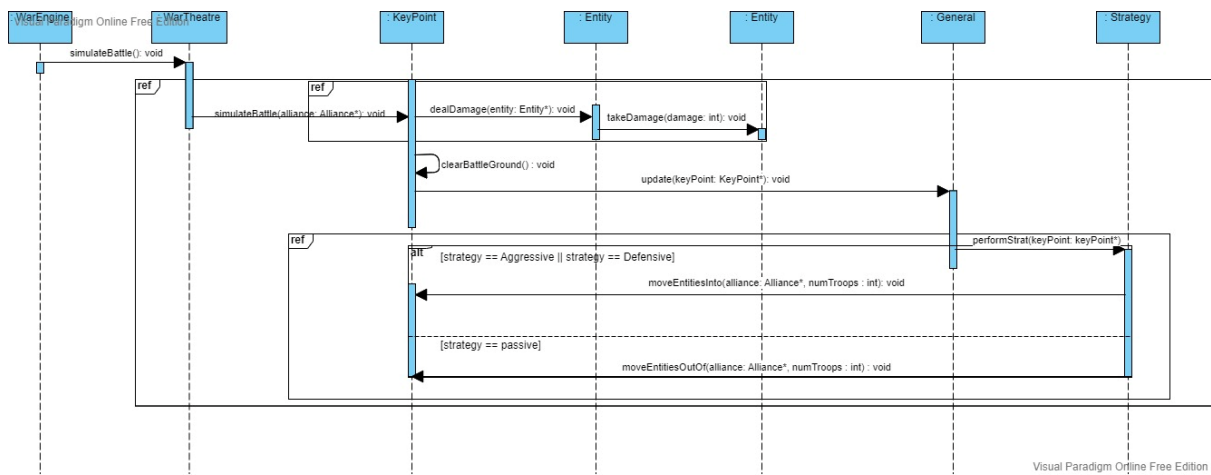 Visual Paradigm Online Free Edition
: WarEngine
: WarTheatre
: KeyPoint
: Entity
: Entity
: General
: Strategy
simulateBattle(): void
ref
ref
simulateBattle(alliance: Alliance*): void
dealDamage(entity: Entity*): void
takeDamage(damage: int): void
clearBattleGround() : void
update(keyPoint: KeyPoint*): void
ref
performStrat(keyPoint: keyPoint*)
alt
[strategy == Aggressive || strategy == Defensive]
moveEntitiesInto(alliance: Alliance*, numTroops : int): void
[strategy == passive]
moveEntitiesOutOf(alliance: Alliance*, numTroops : int) : void
Visual Paradigm Online Free Edition